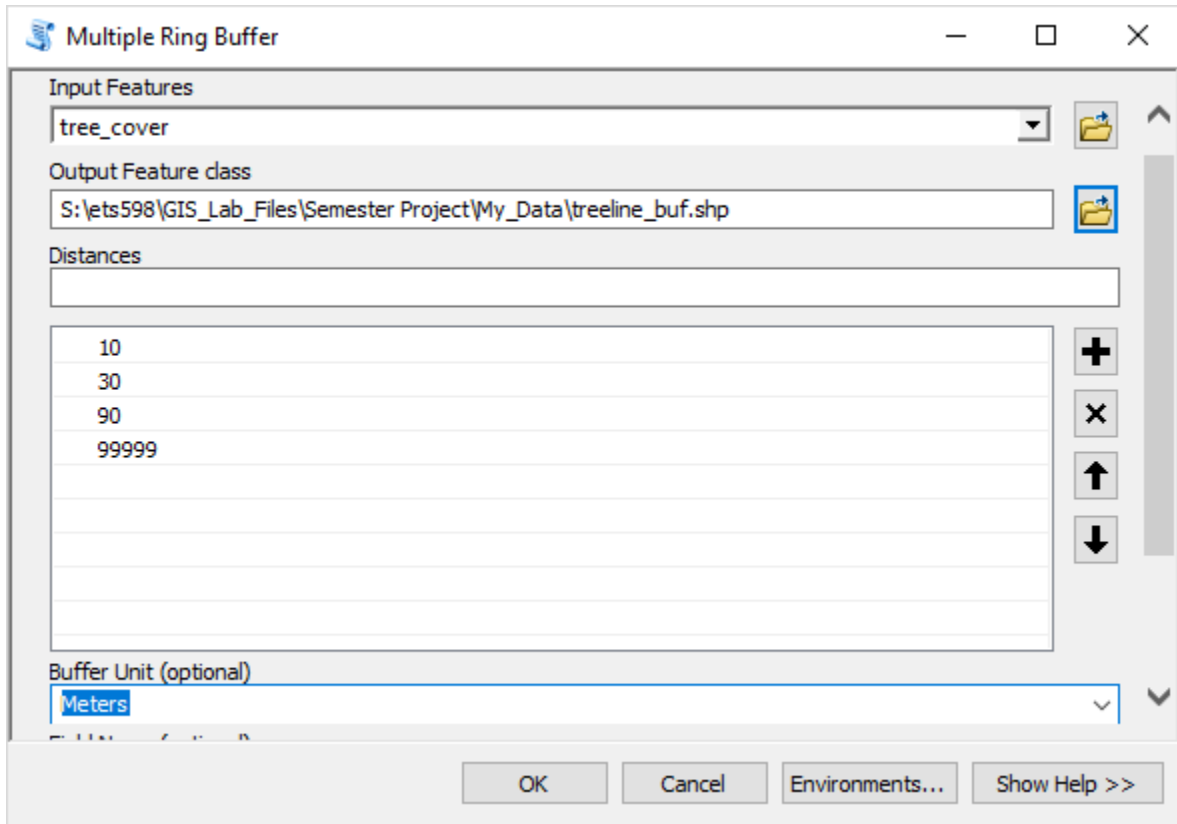 Multiple Ring Buffer
Input Features
tree_cover
Output Feature class
S:\ets598\GIS_Lab_Files\Semester Project\My_Data\treeline_buf.shp
Distances
10
30
90
99999
Buffer Unit (optional)
Meters
OK Cancel Environments... Show Help >>